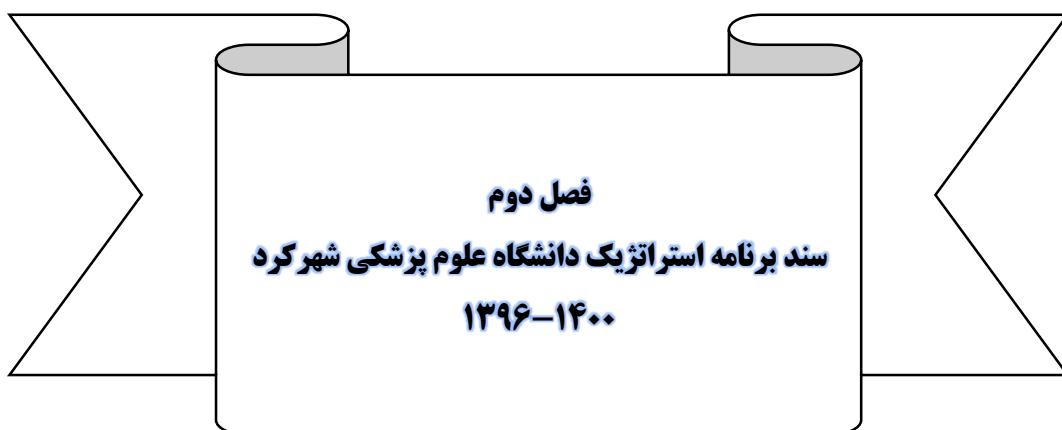 فصل دوم
سند برنامه استراتژیک دانشگاه علوم پزشکی شهرکرد
۱۳۹۶-۱۴۰۰